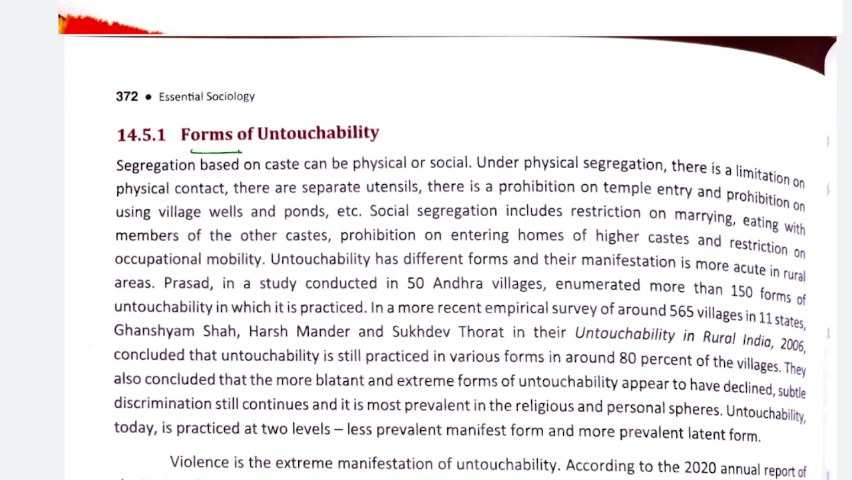 372 • Essential Sociology
14.5.1 Forms of Untouchability
Segregation based on caste can be physical or social. Under physical segregation, there is a limitation on
physical contact, there are separate utensils, there is a prohibition on temple entry and prohibition on
using village wells and ponds, etc. Social segregation includes restriction on marrying, eating with
members of the other castes, prohibition on entering homes of higher castes and restriction on
occupational mobility. Untouchability has different forms and their manifestation is more acute in rural
areas. Prasad, in a study conducted in 50 Andhra villages, enumerated more than 150 forms of
untouchability in which it is practiced. In a more recent empirical survey of around 565 villages in 11 states,
Ghanshyam Shah, Harsh Mander and Sukhdev Thorat in their Untouchability in Rural India, 2006,
concluded that untouchability is still practiced in various forms in around 80 percent of the villages. They
also concluded that the more blatant and extreme forms of untouchability appear to have declined, subtle
discrimination still continues and it is most prevalent in the religious and personal spheres. Untouchability,
today, is practiced at two levels – less prevalent manifest form and more prevalent latent form.
Violence is the extreme manifestation of untouchability. According to the 2020 annual report of